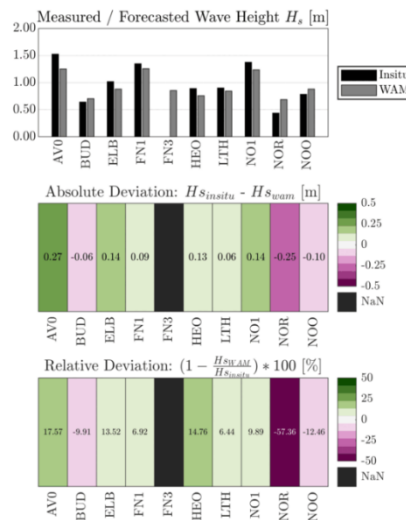 Measured / Forecasted Wave Height H_s [m]
2.00
1.50
1.00
0.50
0.00
AV0 BUD ELB FN1 FN3 HEO LTH NO1 NOR NOO
Insitu
WAM
Absolute Deviation: Hs_insitu - Hs_wam [m]
0.27 -0.06 0.14 0.09 0.13 0.06 0.14 -0.25 -0.10
0.5
0.25
0
-0.25
-0.5
NaN
AV0 BUD ELB FN1 FN3 HEO LTH NO1 NOR NOO
Relative Deviation: (1 - Hs_WAM/Hs_insitu) * 100 [%]
17.57 -9.91 13.52 6.92 14.76 6.44 9.89 -57.36 -12.46
50
25
0
-25
-50
NaN
AV0 BUD ELB FN1 FN3 HEO LTH NO1 NOR NOO